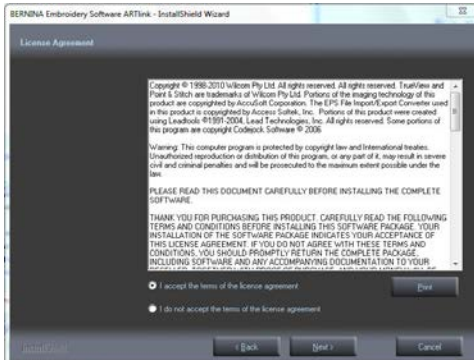 BERNINA Embroidery Software ARTlink - InstallShield Wizard
License Agreement
Copyright © 1998-2010 Wilcom Pty Ltd. All rights reserved. All rights reserved. TrueView and
Point & Stitch are trademarks of Wilcom Pty Ltd. Portions of the imaging technology of this
product are copyrighted by AccuSoft Corporation. The EPS File Import/Export Converter used
in this product is copyrighted by Access Softek, Inc. Portions of this product were created
using Leadtools ©1991-2004, Lead Technologies, Inc. All rights reserved. Some portions of
this program are copyright Codejock Software © 2006.
Warning: This computer program is protected by copyright law and International treaties.
Unauthorized reproduction or distribution of this program, or any part of it, may result in severe
civil and criminal penalties and will be prosecuted to the maximum extent possible under the
law.
PLEASE READ THIS DOCUMENT CAREFULLY BEFORE INSTALLING THE COMPLETE
SOFTWARE.
THANK YOU FOR PURCHASING THIS PRODUCT. CAREFULLY READ THE FOLLOWING
TERMS AND CONDITIONS BEFORE INSTALLING THIS SOFTWARE PACKAGE. YOUR
INSTALLATION OF THE SOFTWARE PACKAGE INDICATES YOUR ACCEPTANCE OF
THIS LICENSE AGREEMENT. IF YOU DO NOT AGREE WITH THESE TERMS AND
CONDITIONS, YOU SHOULD PROMPTLY RETURN THE COMPLETE PACKAGE,
INCLUDING SOFTWARE AND ANY ACCOMPANYING DOCUMENTATION TO YOUR
I accept the terms of the license agreement
Print
I do not accept the terms of the license agreement
InstallShield
< Back
Next >
Cancel